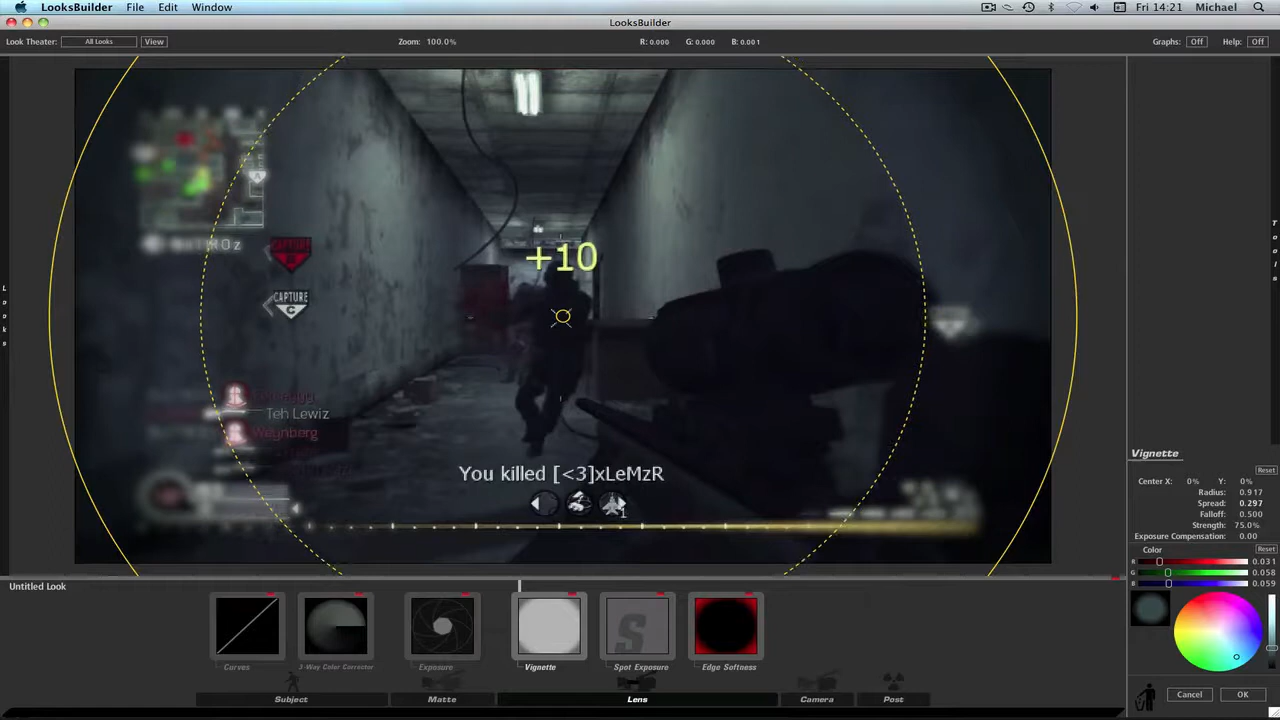 LooksBuilder File Edit Window Fri 14:21 Michael
LooksBuilder
Look Theater: All Looks View Zoom: 100.0% R: 0.000 G: 0.000 B: 0.001 Graphs: Off Help: Off
Looks
Tools
+10
CAPTURE
C
Teh Lewiz
Weynberg
You killed [<3]xLeMzR
1
Vignette
Reset
Center X: 0% Y: 0%
Radius: 0.917
Spread: 0.297
Falloff: 0.500
Strength: 75.0%
Exposure Compensation: 0.00
Color Reset
R 0.031
G 0.058
B 0.059
Untitled Look
S
Curves 3-Way Color Corrector Exposure Vignette Spot Exposure Edge Softness
Subject Matte Lens Camera Post
Cancel OK